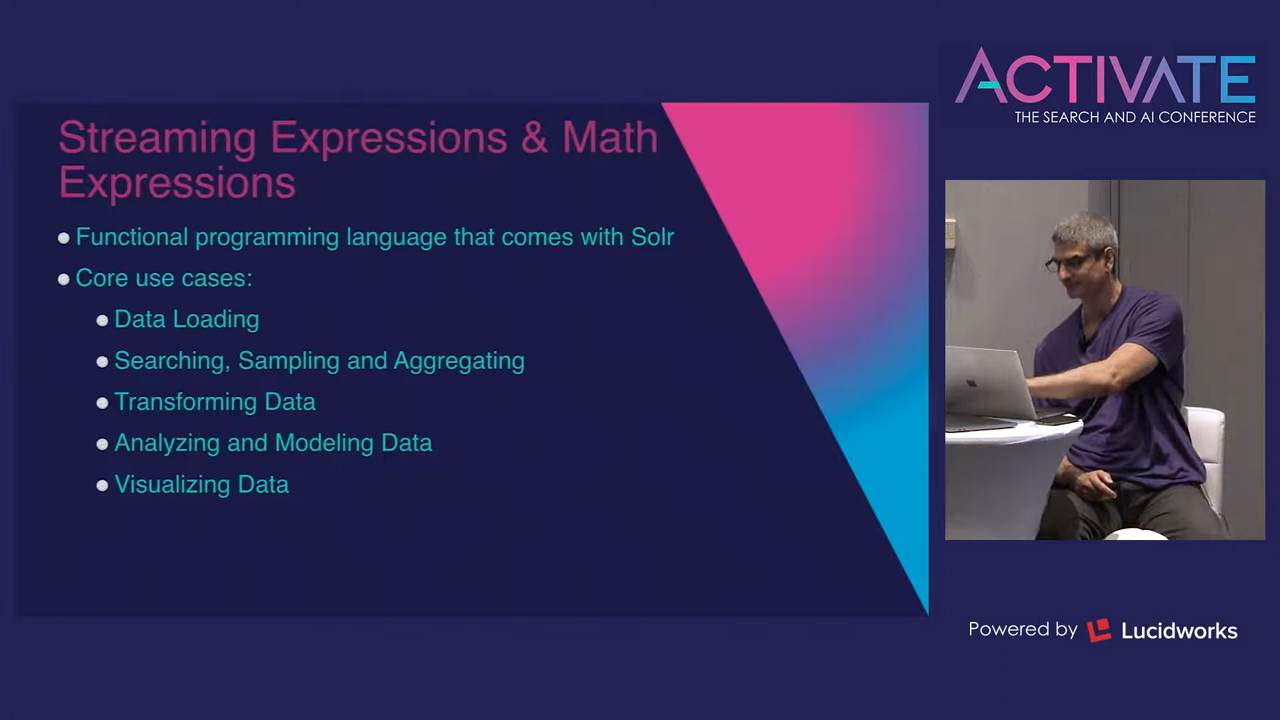 Streaming Expressions & Math
Expressions
Functional programming language that comes with Solr
Core use cases:
Data Loading
Searching, Sampling and Aggregating
Transforming Data
Analyzing and Modeling Data
Visualizing Data
ACTIVATE
THE SEARCH AND AI CONFERENCE
Powered by Lucidworks